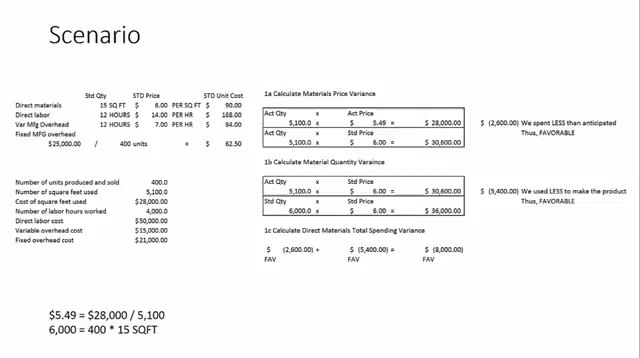 Scenario
Std Qty STD Price STD Unit Cost
Direct materials 15 SQ FT $ 6.00 PER SQ FT $ 90.00
Direct labor 12 HOURS $ 14.00 PER HR $ 168.00
Var Mfg Overhead 12 HOURS $ 7.00 PER HR $ 84.00
Fixed MFG overhead
$25,000.00 / 400 units = $ 62.50
Number of units produced and sold 400.0
Number of square feet used 5,100.0
Cost of square feet used $28,000.00
Number of labor hours worked 4,000.0
Direct labor cost $50,000.00
Variable overhead cost $15,000.00
Fixed overhead cost $21,000.00
$5.49 = $28,000 / 5,100
6,000 = 400 * 15 SQFT
1a Calculate Materials Price Variance
Act Qty x Act Price
5,100.0 x $ 5.49 = $ 28,000.00
Act Qty x Std Price
5,100.0 x $ 6.00 = $ 30,600.00
$ (2,600.00) We spent LESS than anticipated
Thus, FAVORABLE
1b Calculate Material Quantity Varaince
Act Qty x Std Price
5,100.0 x $ 6.00 = $ 30,600.00
Std Qty x Std Price
6,000.0 x $ 6.00 = $ 36,000.00
$ (5,400.00) We used LESS to make the product
Thus, FAVORABLE
1c Calculate Direct Materials Total Spending Variance
$ (2,600.00) + $ (5,400.00) = $ (8,000.00)
FAV FAV FAV